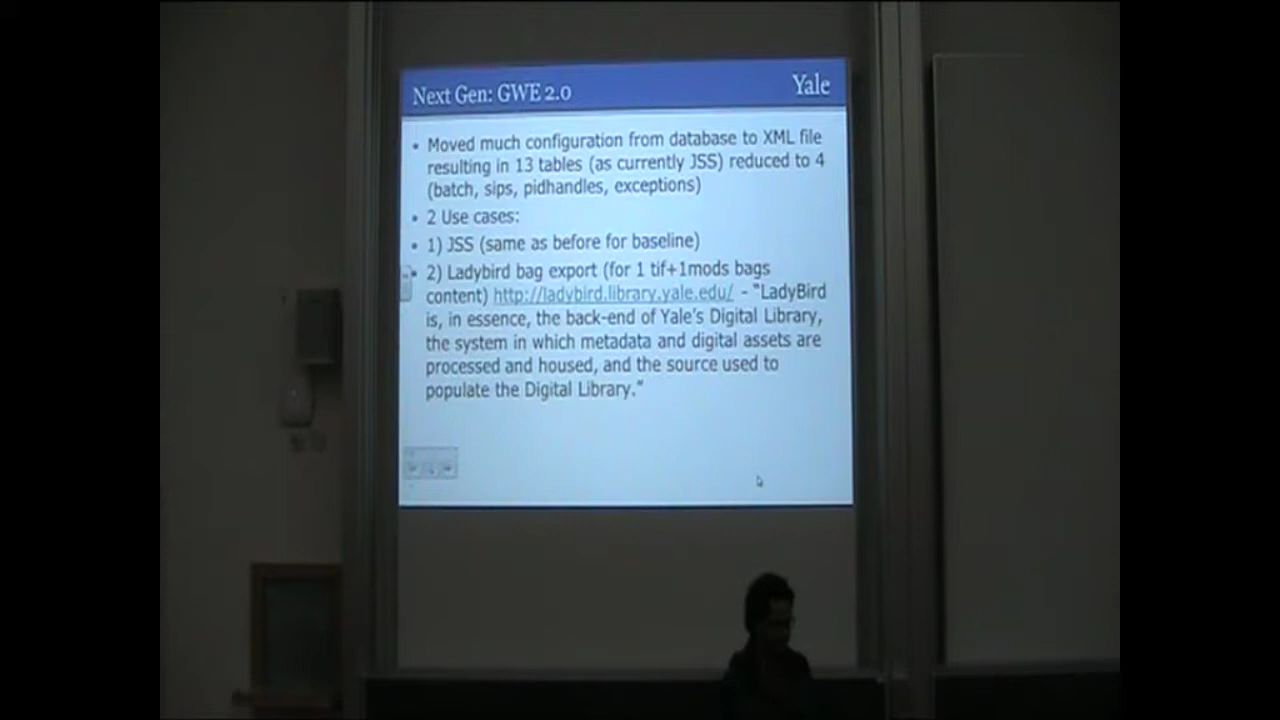 Next Gen: GWE 2.0
Yale
• Moved much configuration from database to XML file
resulting in 13 tables (as currently JSS) reduced to 4
(batch, sips, pidhandles, exceptions)
• 2 Use cases:
• 1) JSS (same as before for baseline)
• 2) Ladybird bag export (for 1 tif+1mods bags
content) http://ladybird.library.yale.edu/ - "LadyBird
is, in essence, the back-end of Yale's Digital Library,
the system in which metadata and digital assets are
processed and housed, and the source used to
populate the Digital Library."